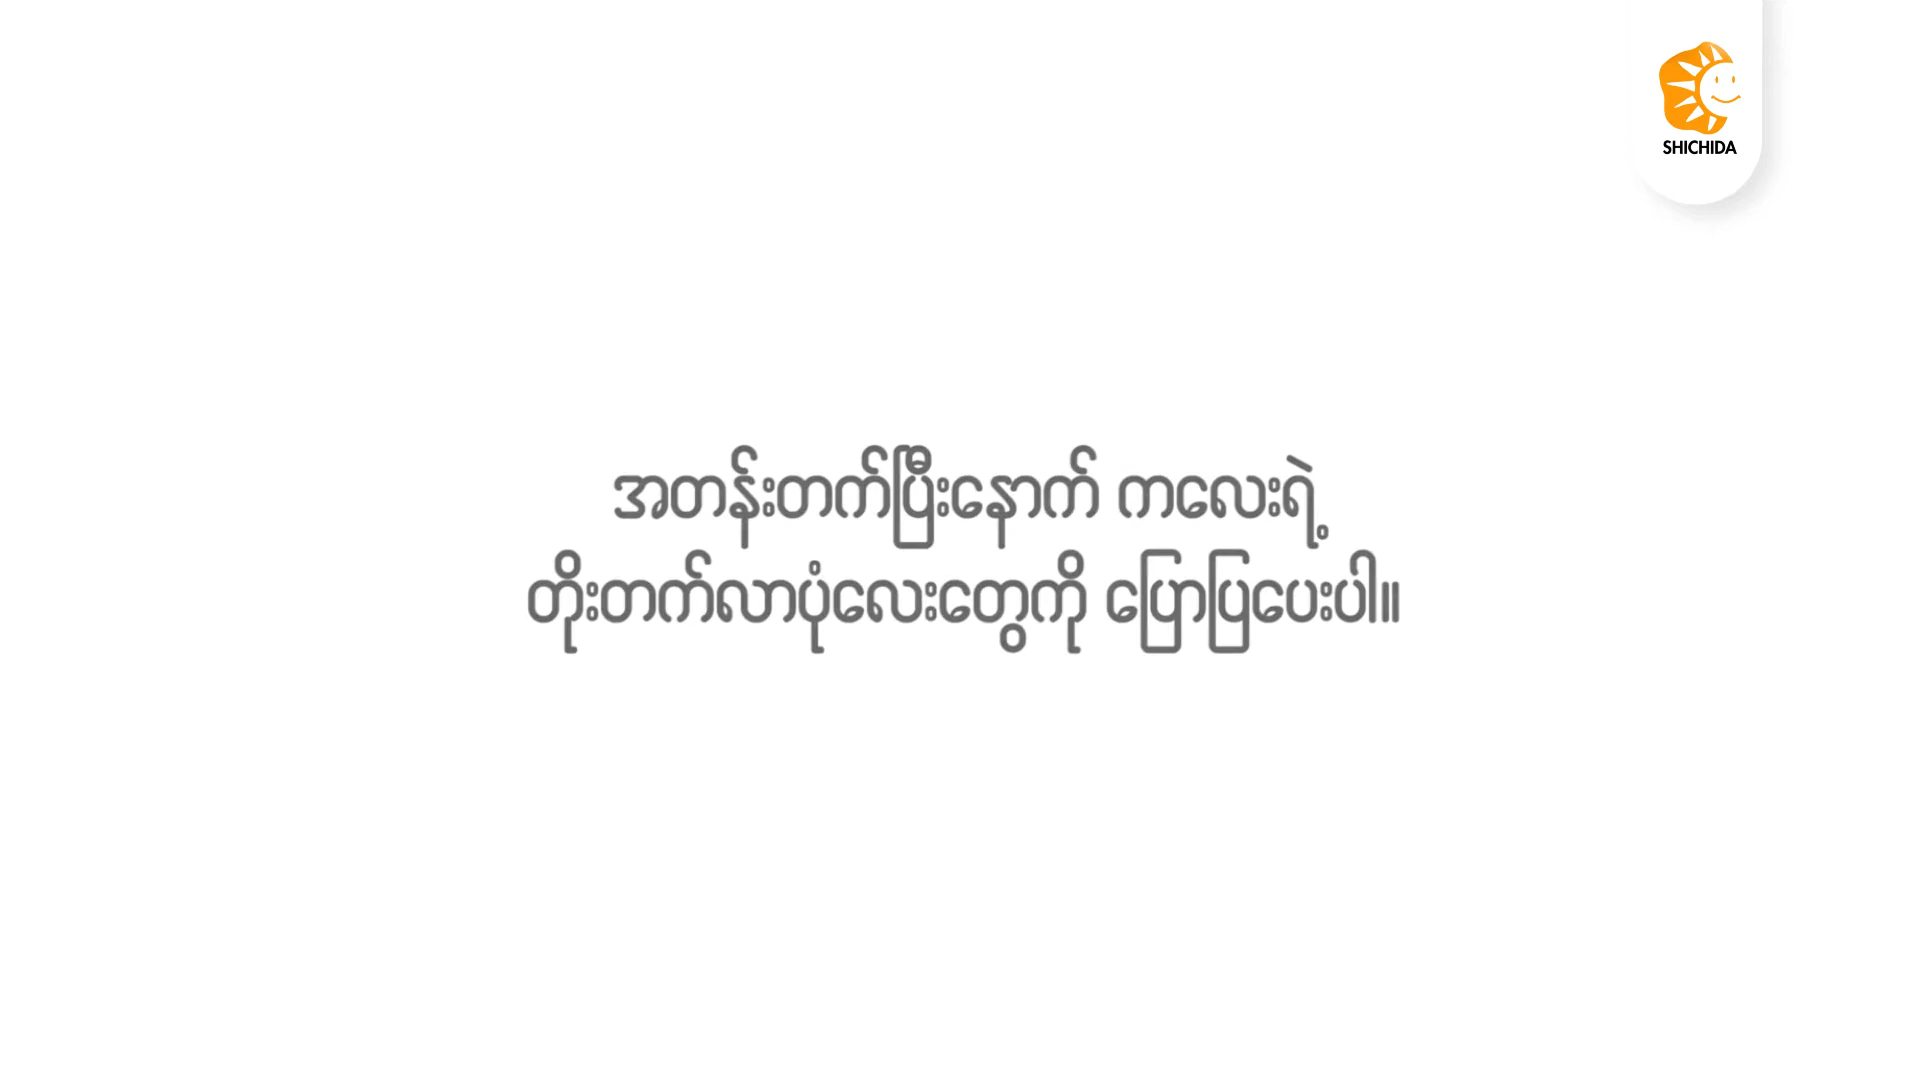 SHICHIDA
အတန်းတက်ပြီးနောက် ကလေးရဲ့
တိုးတက်လာပုံလေးတွေကို ပြောပြပေးပါ။